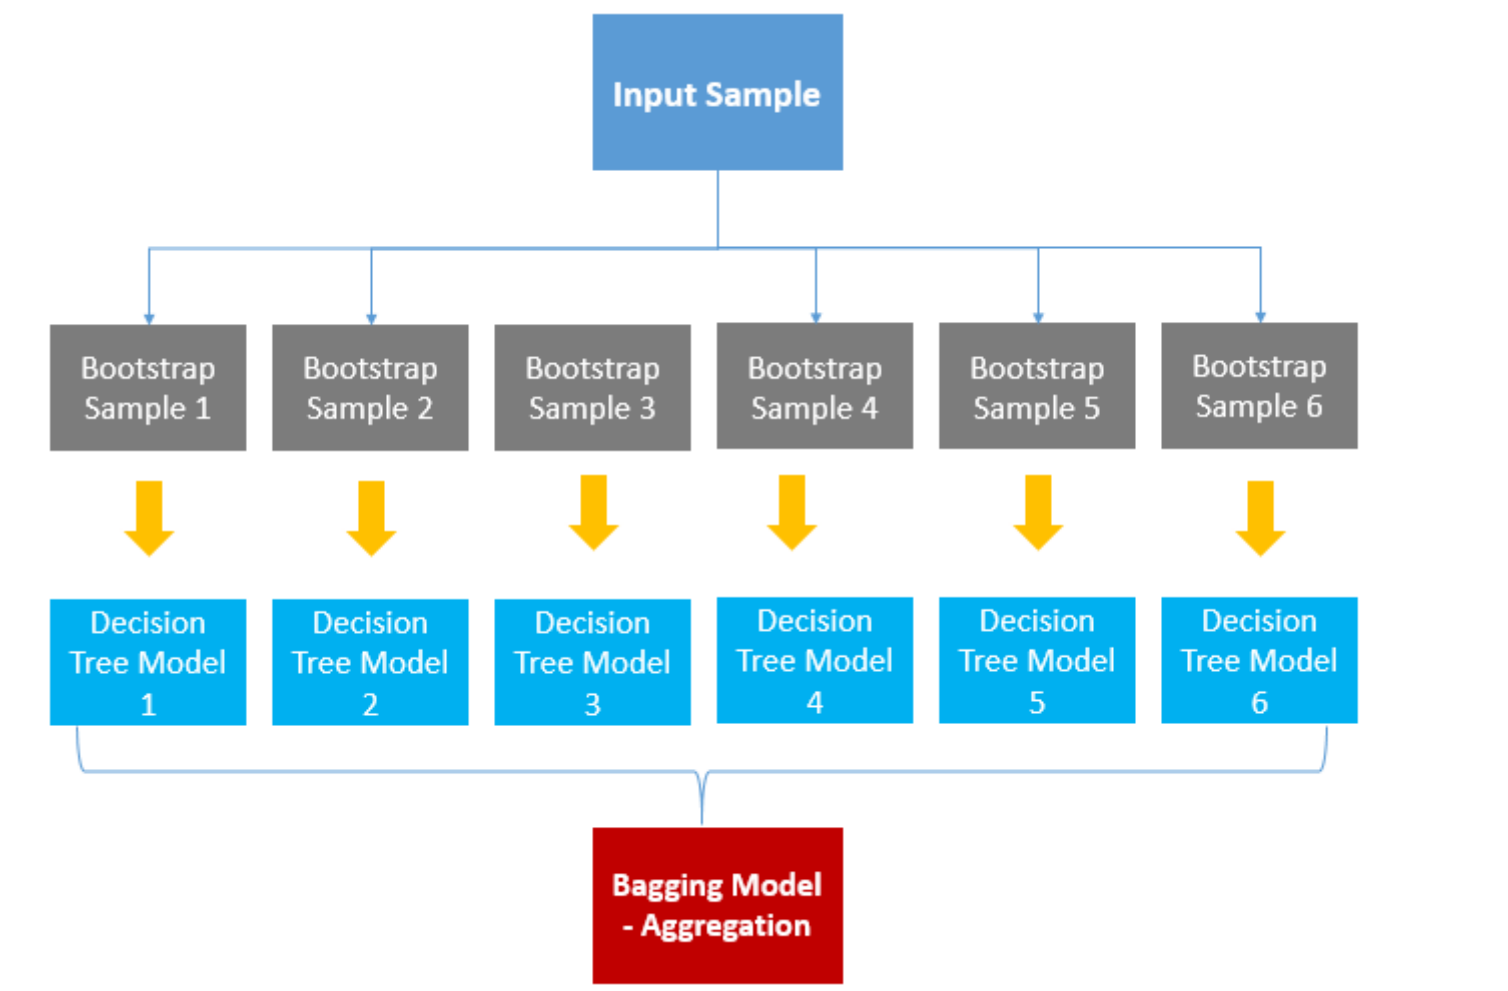 Input Sample
Bootstrap
Sample 1
Bootstrap
Sample 2
Bootstrap
Sample 3
Bootstrap
Sample 4
Bootstrap
Sample 5
Bootstrap
Sample 6
Decision
Tree Model
1
Decision
Tree Model
2
Decision
Tree Model
3
Decision
Tree Model
4
Decision
Tree Model
5
Decision
Tree Model
6
Bagging Model
- Aggregation